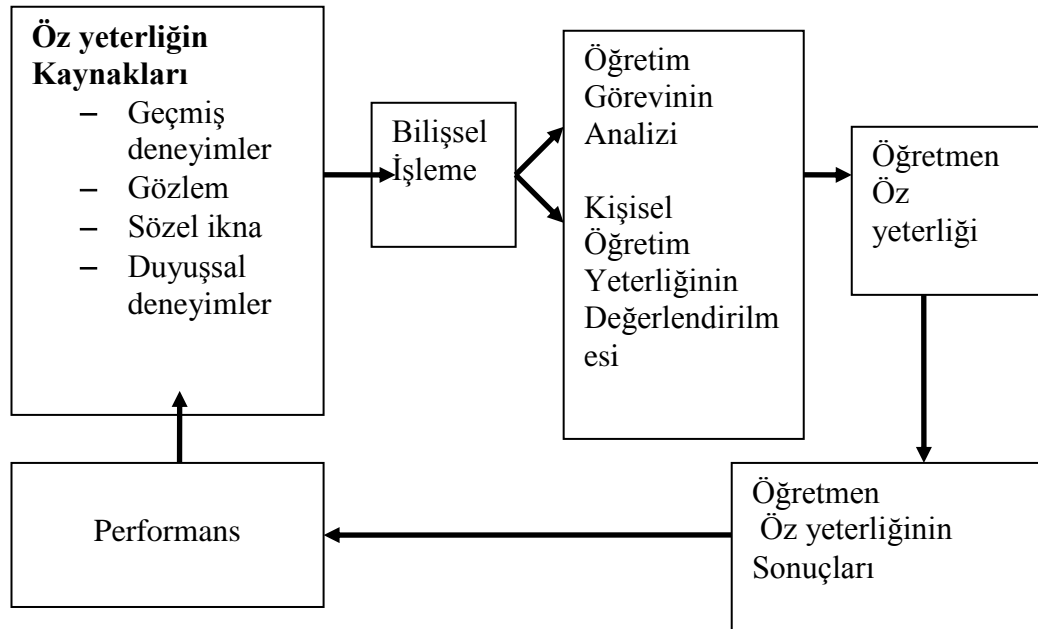 Öz yeterliğin
Kaynakları
– Geçmiş
deneyimler
– Gözlem
– Sözel ikna
– Duyuşsal
deneyimler
Bilişsel
İşleme
Öğretim
Görevinin
Analizi
Kişisel
Öğretim
Yeterliğinin
Değerlendirilm
esi
Öğretmen
Öz
yeterliği
Öğretmen
Öz yeterliğinin
Sonuçları
Performans